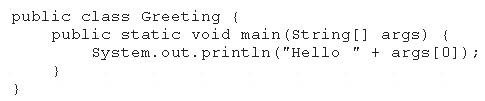 public class Greeting {
    public static void main(String[] args) {
        System.out.println("Hello " + args[0]);
    }
}